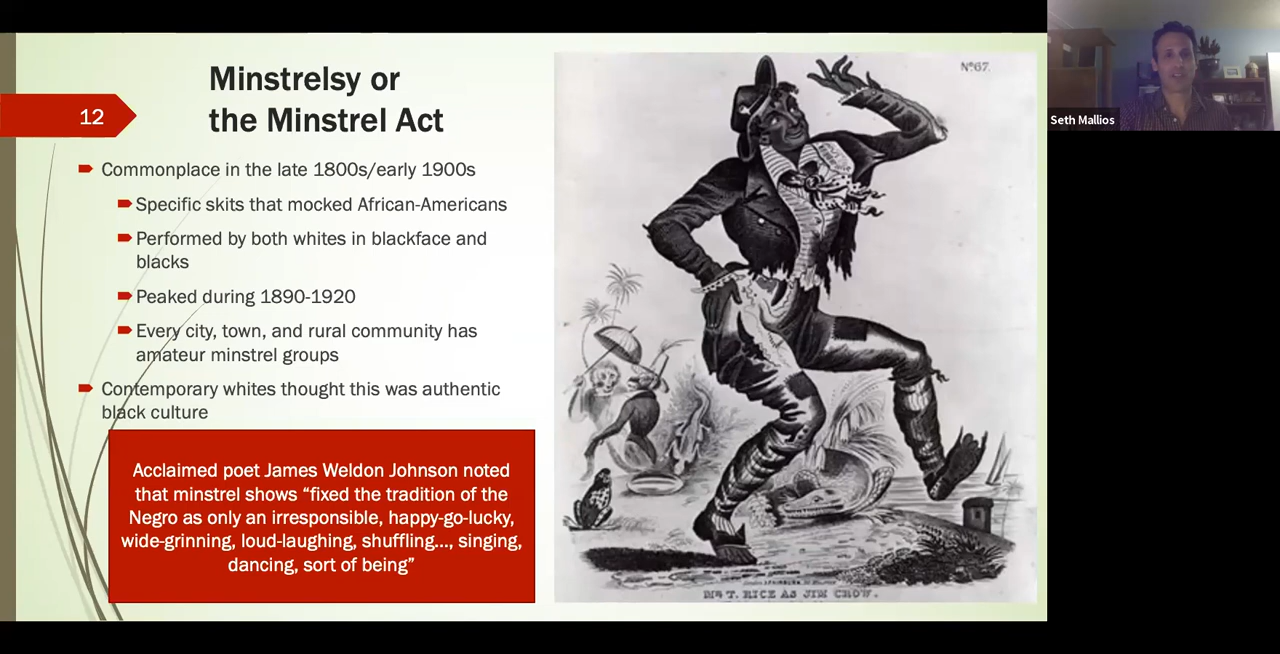 Minstrelsy or
the Minstrel Act
12
Commonplace in the late 1800s/early 1900s
Specific skits that mocked African-Americans
Performed by both whites in blackface and
blacks
Peaked during 1890-1920
Every city, town, and rural community has
amateur minstrel groups
Contemporary whites thought this was authentic
black culture
Acclaimed poet James Weldon Johnson noted
that minstrel shows “fixed the tradition of the
Negro as only an irresponsible, happy-go-lucky,
wide-grinning, loud-laughing, shuffling..., singing,
dancing, sort of being”
No 67.
MR T. RICE AS JIM CROW.
Seth Mallios